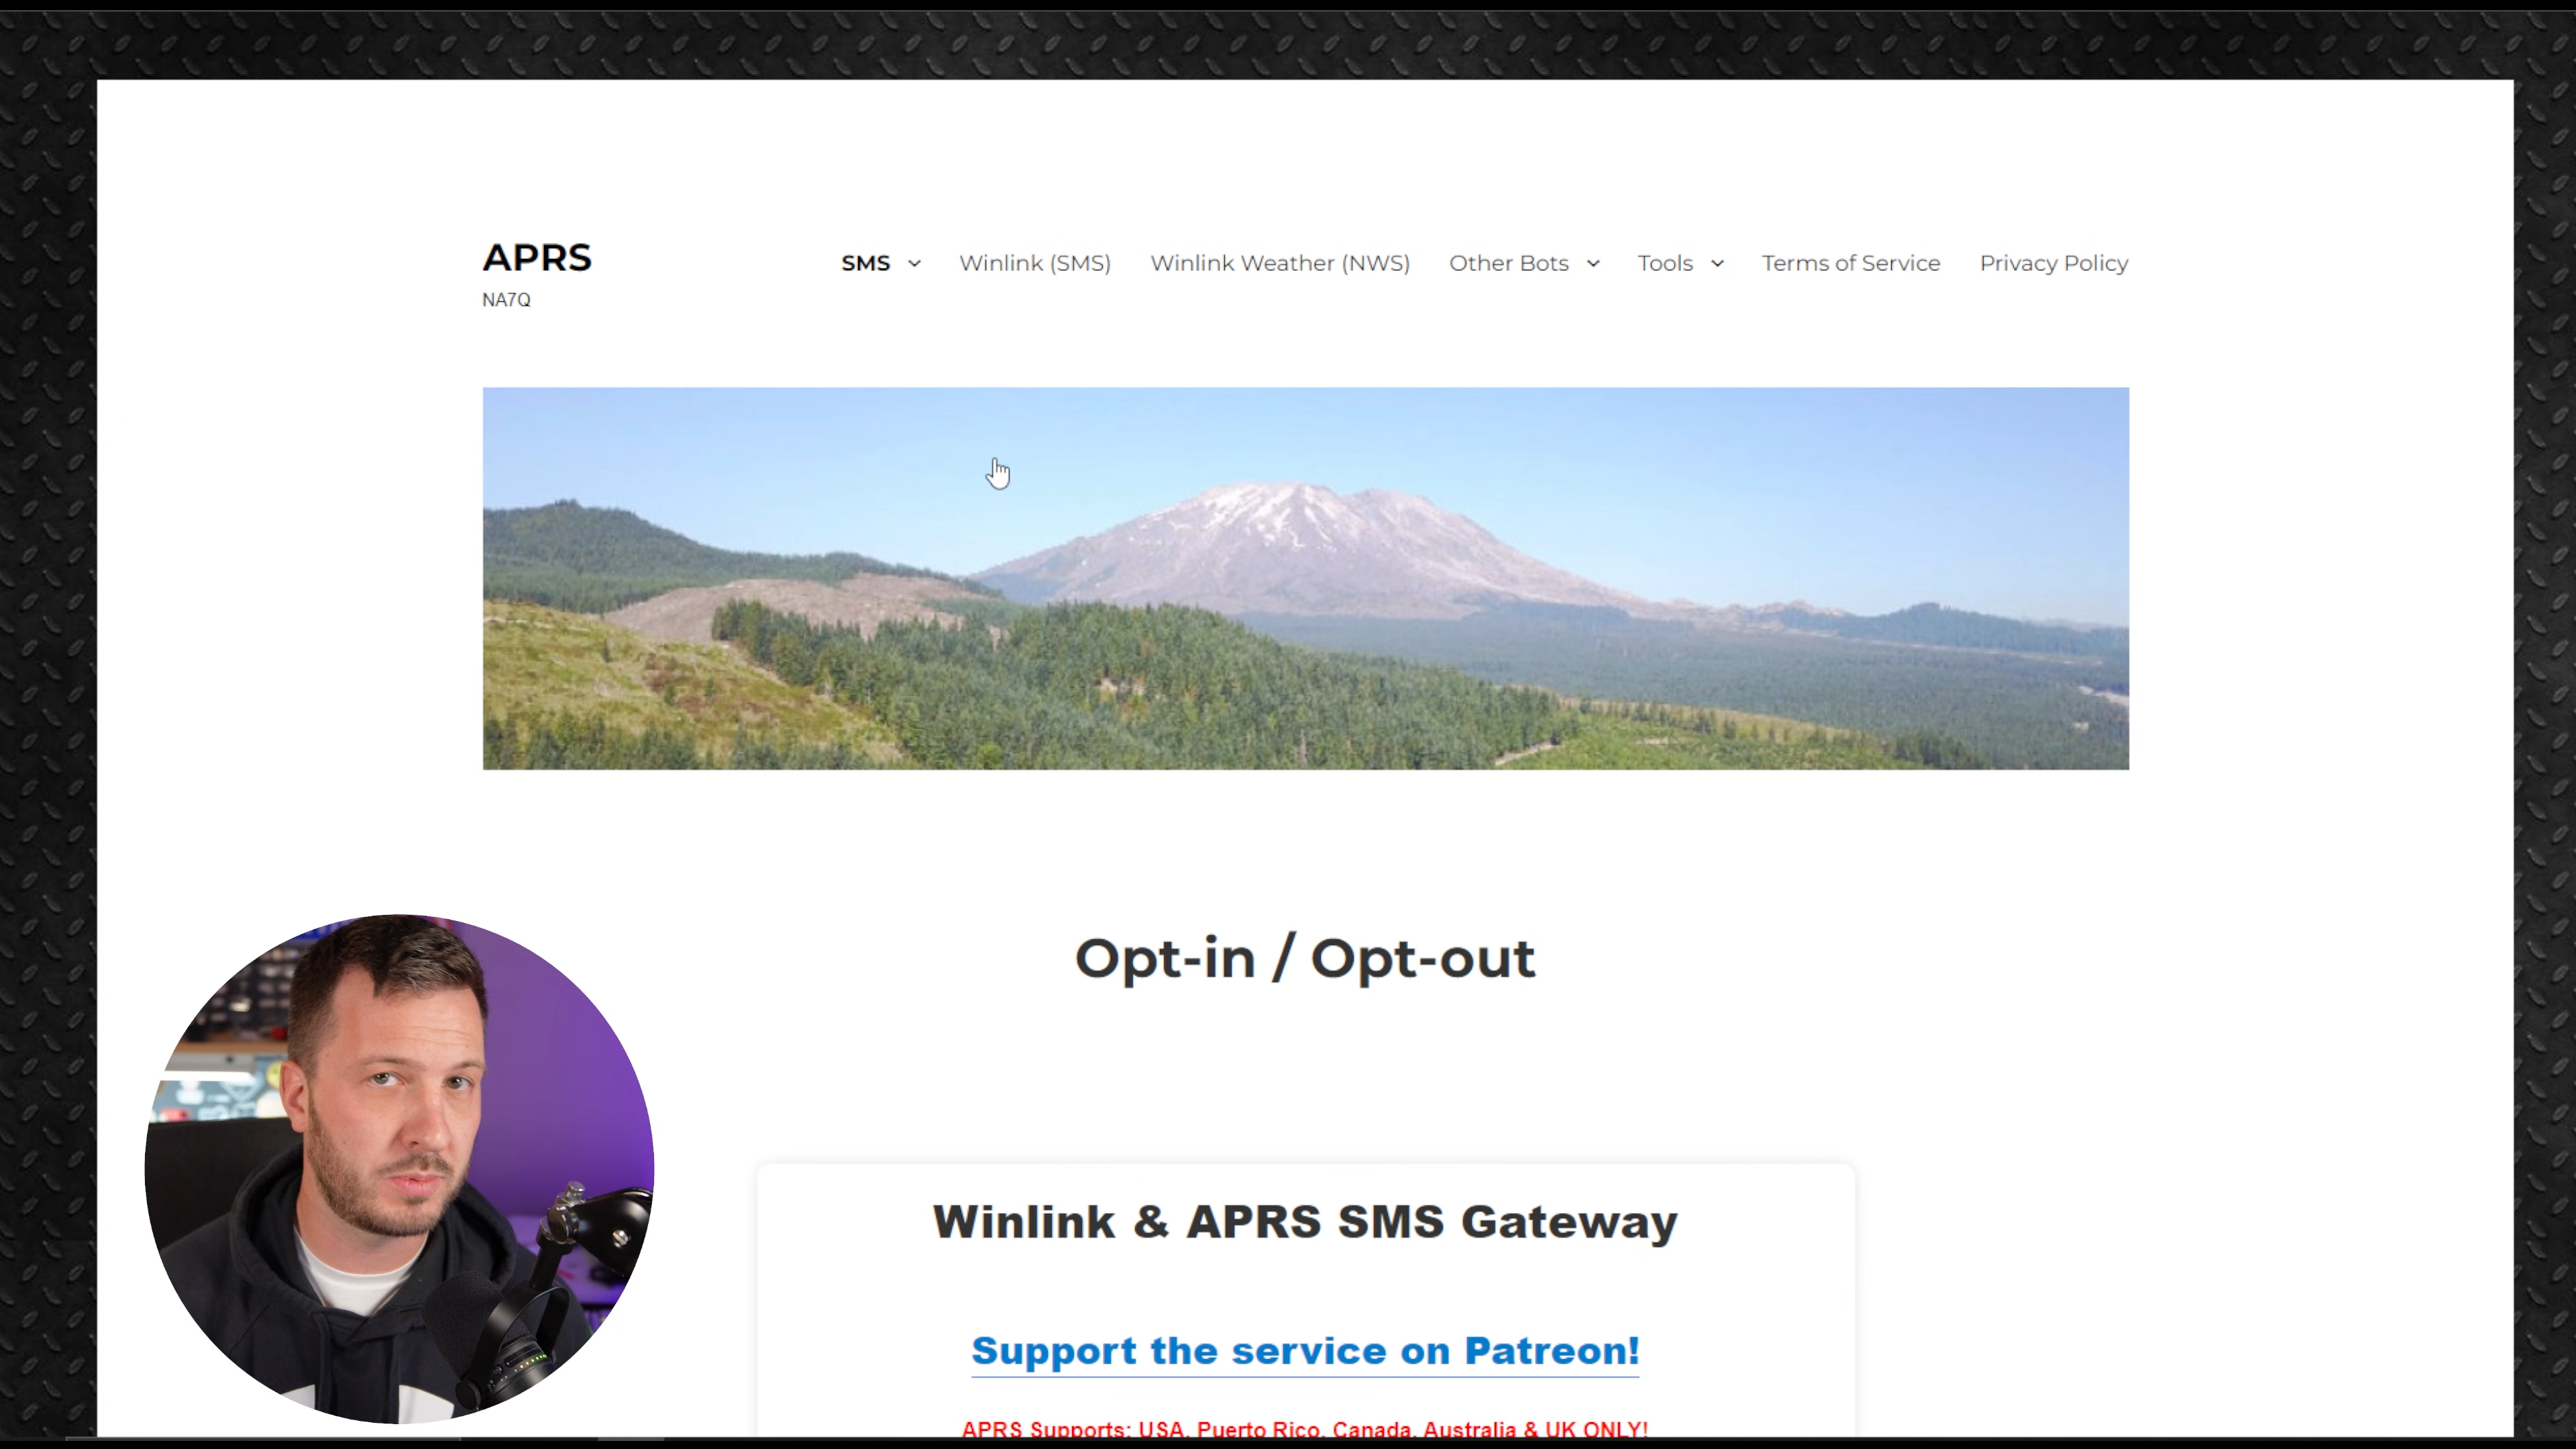 APRS
NA7Q
SMS Winlink (SMS) Winlink Weather (NWS) Other Bots Tools Terms of Service Privacy Policy
Opt-in / Opt-out
Winlink & APRS SMS Gateway
Support the service on Patreon!
APRS Supports: USA, Puerto Rico, Canada, Australia & UK ONLY!